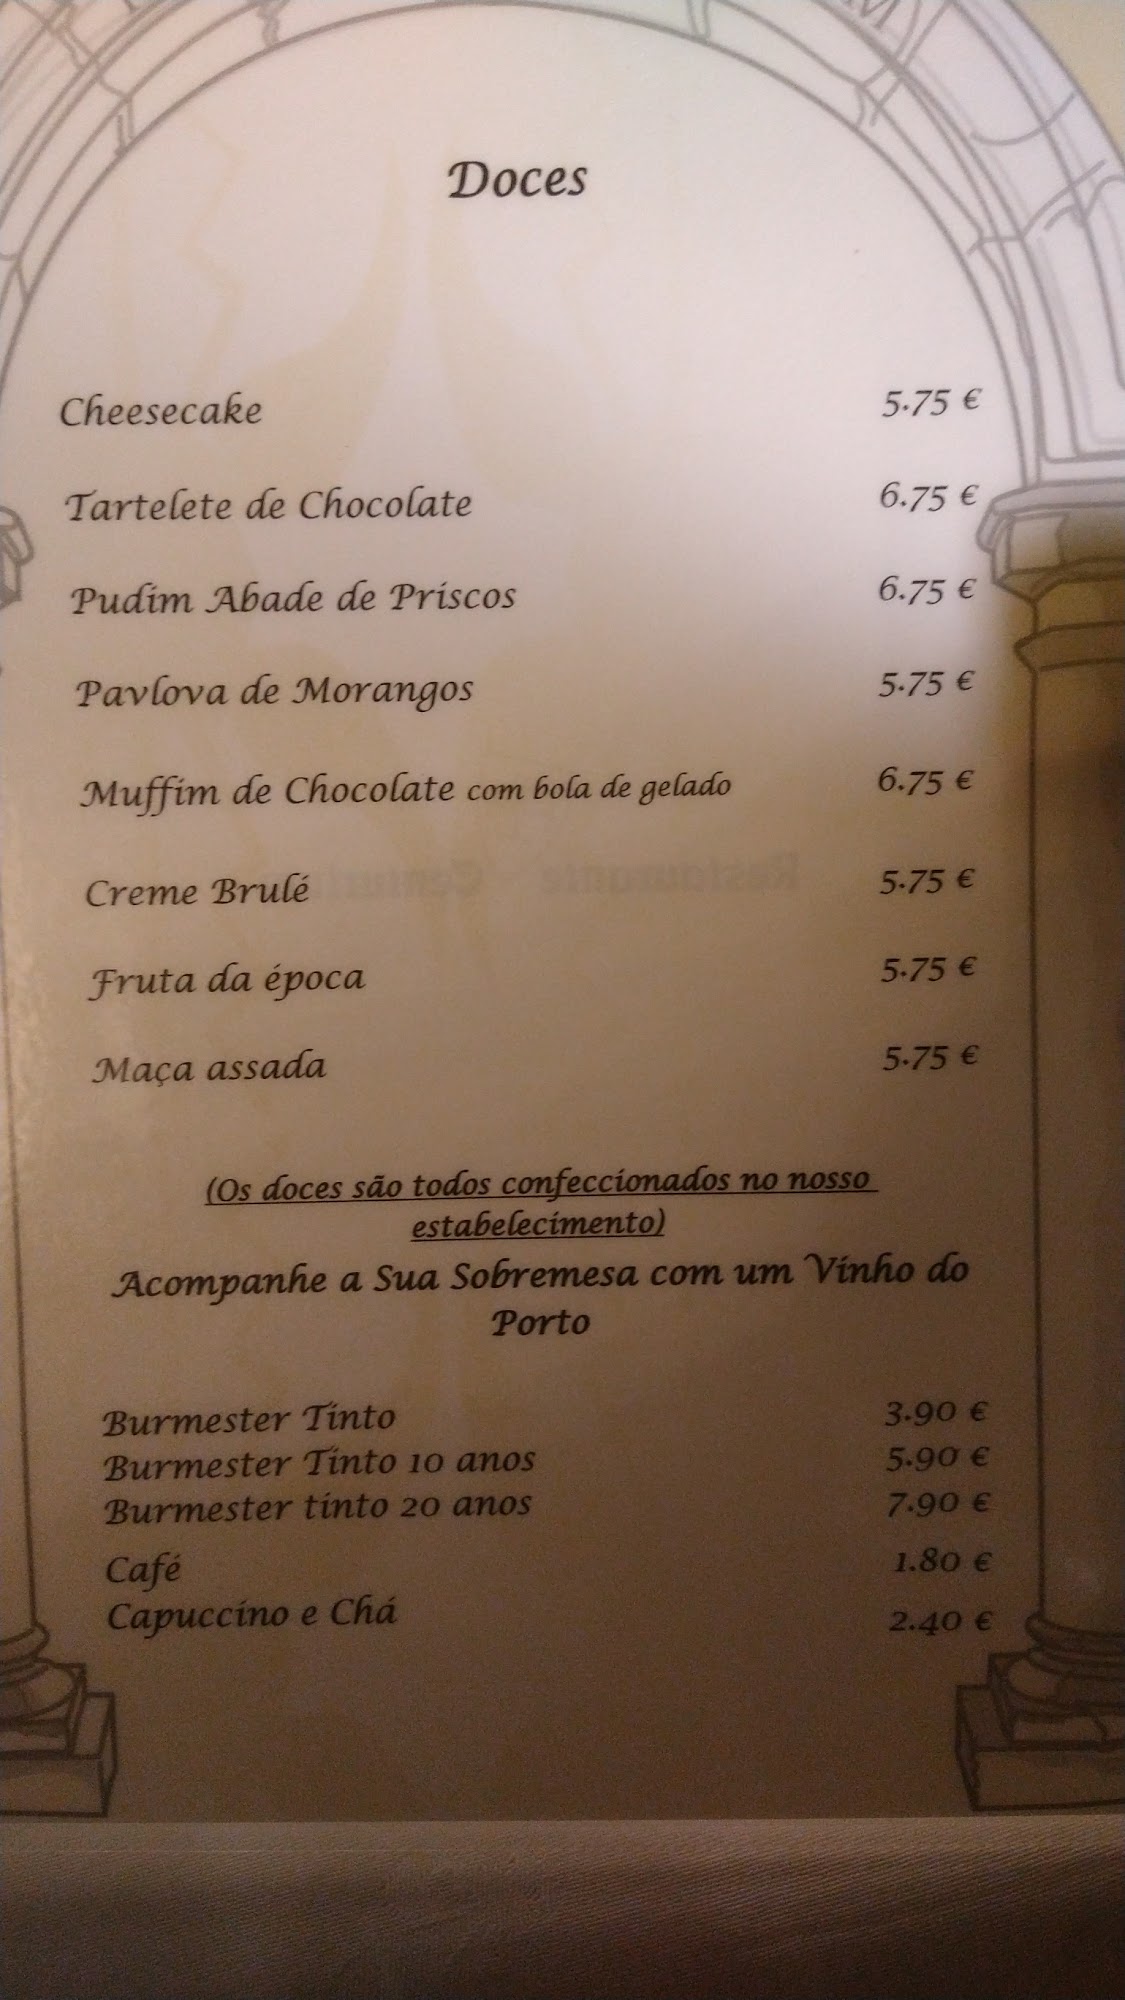 Doces
Cheesecake 5.75 €
Tartelete de Chocolate 6.75 €
Pudim Abade de Priscos 6.75 €
Pavlova de Morangos 5.75 €
Muffim de Chocolate com bola de gelado 6.75 €
Creme Brulé 5.75 €
Fruta da época 5.75 €
Maça assada 5.75 €
(Os doces são todos confeccionados no nosso
estabelecimento)
Acompanhe a Sua Sobremesa com um Vinho do
Porto
Burmester Tinto 3.90 €
Burmester Tinto 10 anos 5.90 €
Burmester tinto 20 anos 7.90 €
Café 1.80 €
Capuccino e Chá 2.40 €